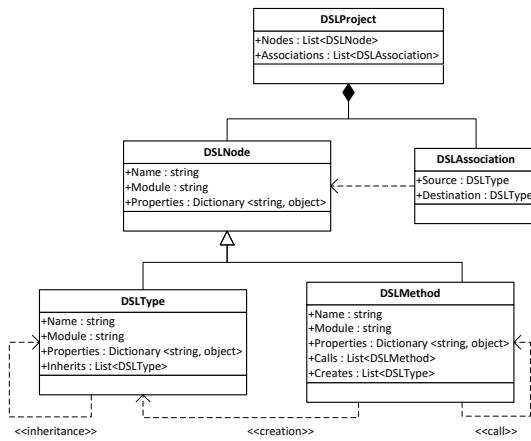 DSLProject
+Nodes : List<DSLNode>
+Associations : List<DSLAssociation>
DSLNode
+Name : string
+Module : string
+Properties : Dictionary <string, object>
DSLAssociation
+Source : DSLType
+Destination : DSLType
DSLType
+Name : string
+Module : string
+Properties : Dictionary <string, object>
+Inherits : List<DSLType>
DSLMethod
+Name : string
+Module : string
+Properties : Dictionary <string, object>
+Calls : List<DSLMethod>
+Creates : List<DSLType>
<<inheritance>>
<<creation>>
<<call>>